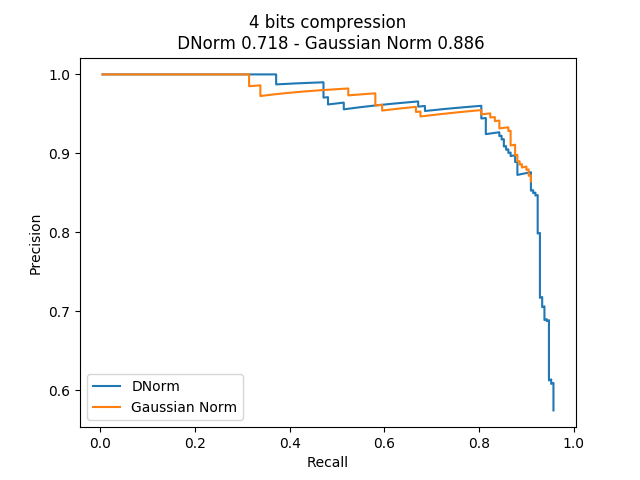 4 bits compression
DNorm 0.718 - Gaussian Norm 0.886
1.0
0.9
0.8
0.7
0.6
Precision
DNorm
Gaussian Norm
0.0 0.2 0.4 0.6 0.8 1.0
Recall